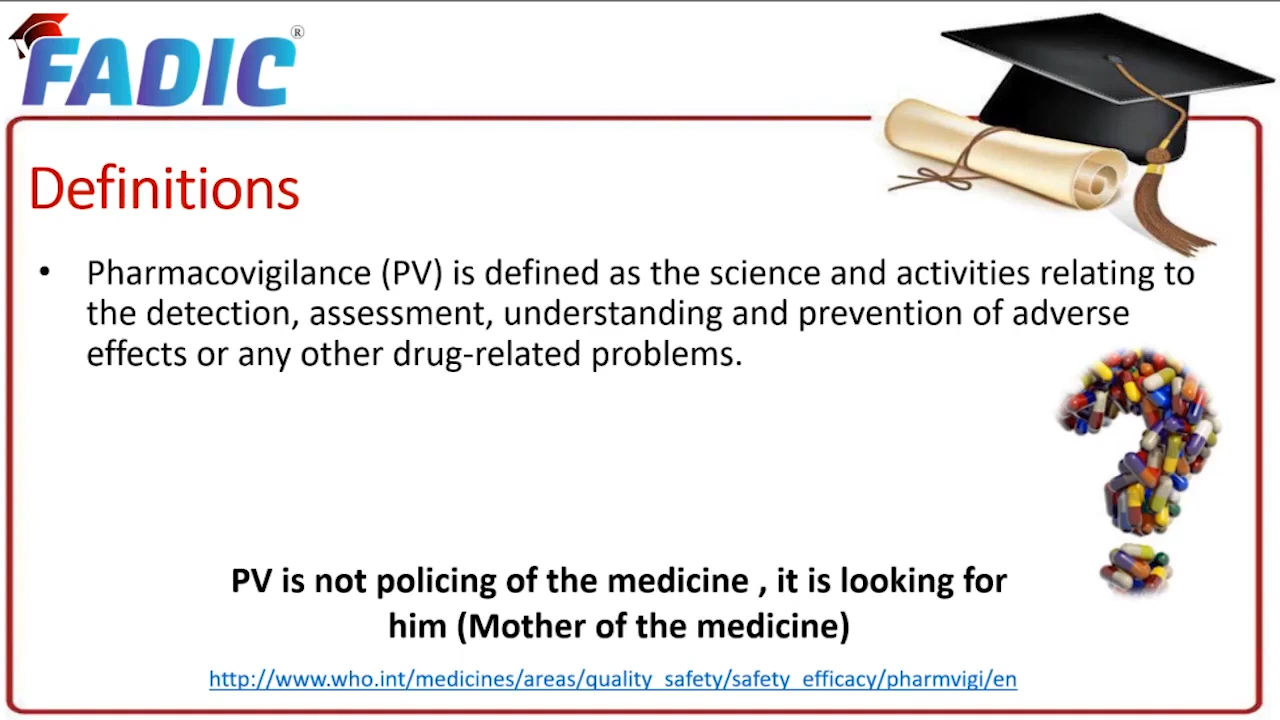 FADIC®
Definitions
• Pharmacovigilance (PV) is defined as the science and activities relating to
the detection, assessment, understanding and prevention of adverse
effects or any other drug-related problems.
PV is not policing of the medicine , it is looking for
him (Mother of the medicine)
http://www.who.int/medicines/areas/quality_safety/safety_efficacy/pharmvigi/en